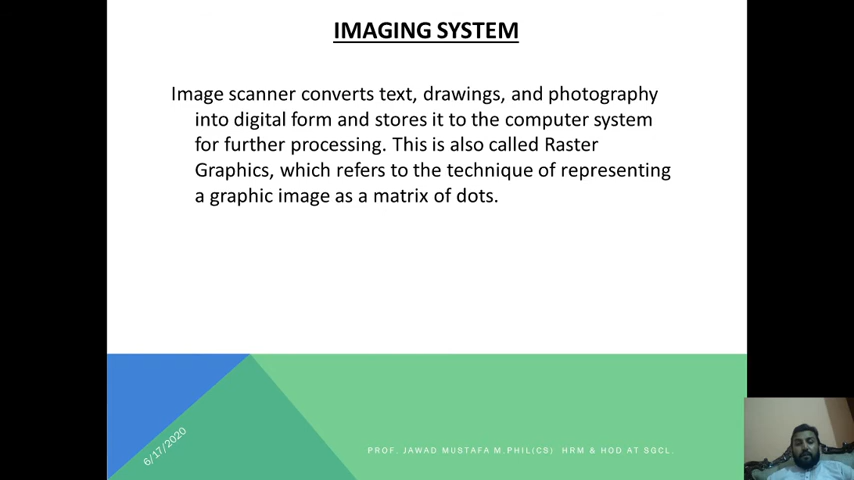 IMAGING SYSTEM
Image scanner converts text, drawings, and photography
into digital form and stores it to the computer system
for further processing. This is also called Raster
Graphics, which refers to the technique of representing
a graphic image as a matrix of dots.
6/17/2020
PROF. JAWAD MUSTAFA M.PHIL(CS) HRM & HOD AT SGCL.